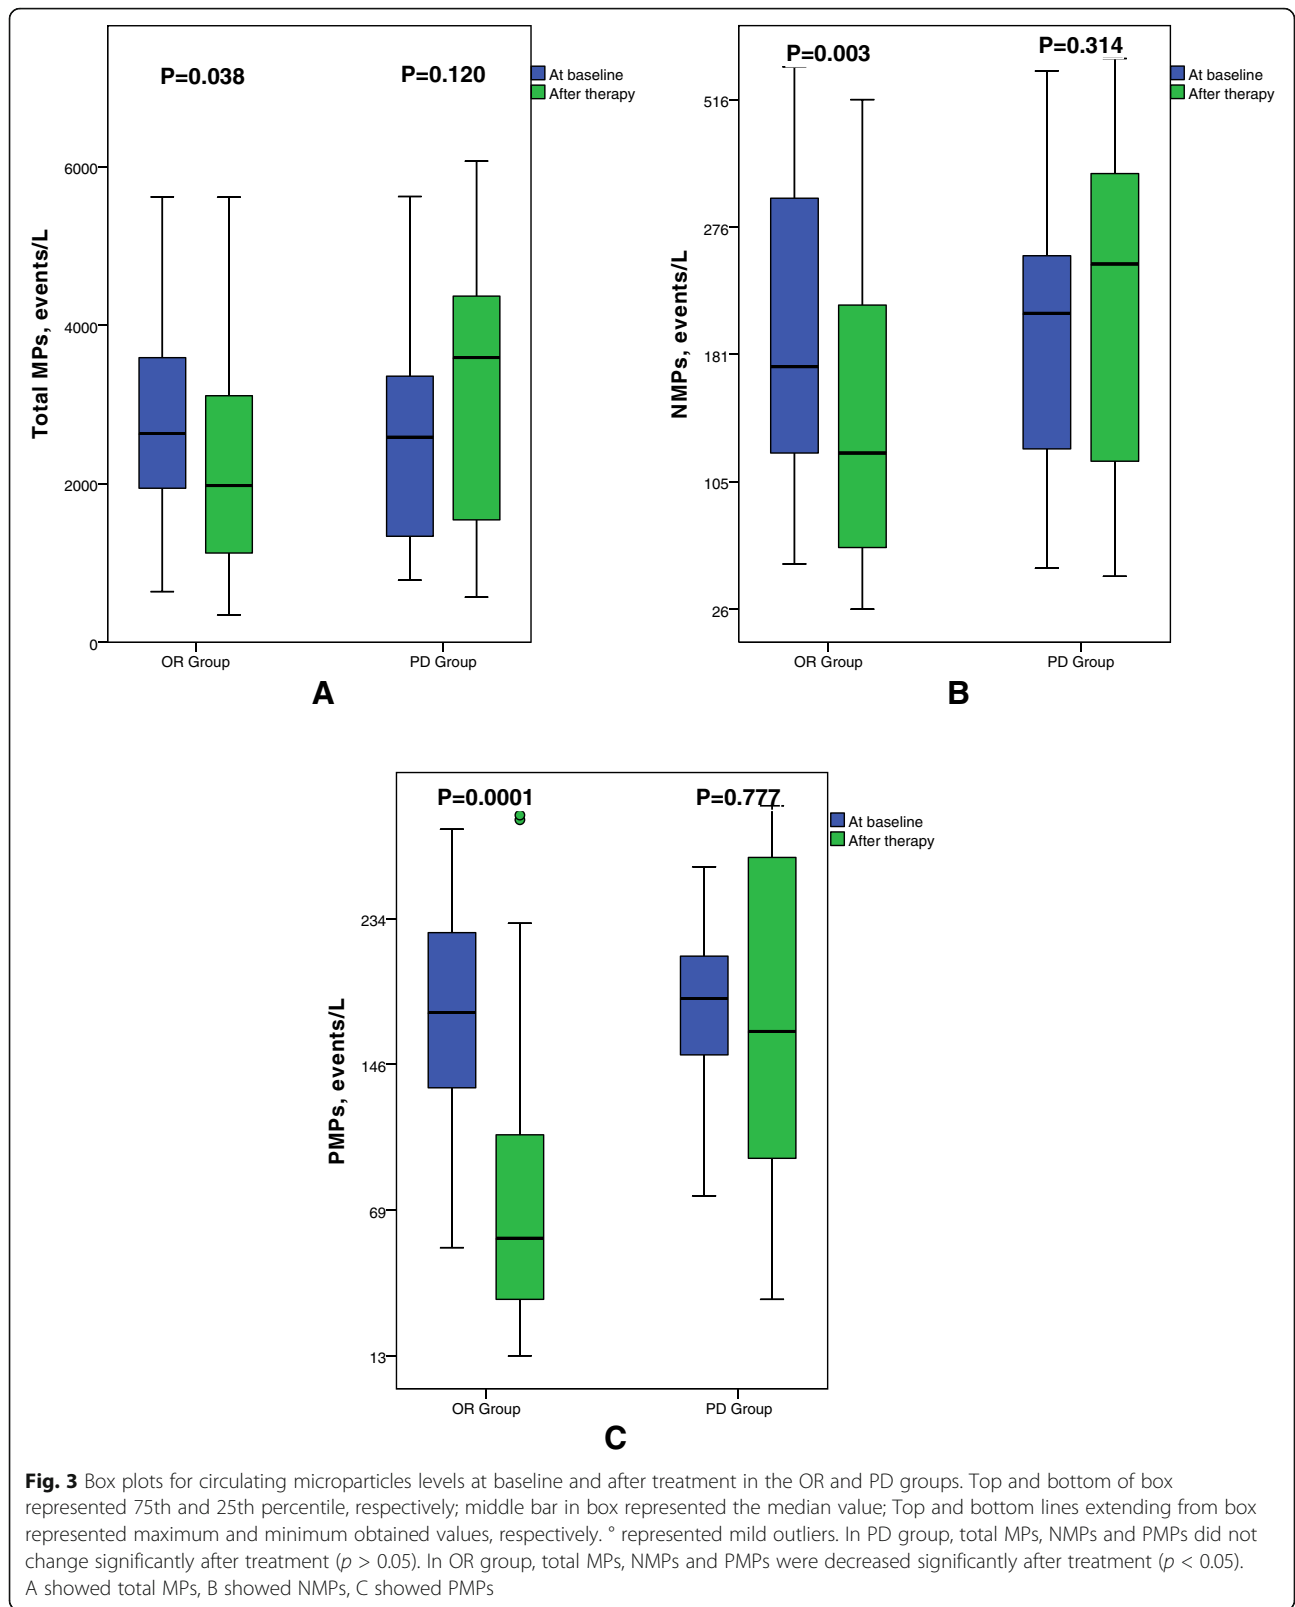 P=0.038
P=0.120
At baseline
After therapy
6000
4000
2000
0
Total MPs, events/L
OR Group
PD Group
A
P=0.003
P=0.314
At baseline
After therapy
516
276
181
105
26
NMPs, events/L
OR Group
PD Group
B
P=0.0001
P=0.777
At baseline
After therapy
234
146
69
13
PMPs, events/L
OR Group
PD Group
C
Fig. 3 Box plots for circulating microparticles levels at baseline and after treatment in the OR and PD groups. Top and bottom of box
represented 75th and 25th percentile, respectively; middle bar in box represented the median value; Top and bottom lines extending from box
represented maximum and minimum obtained values, respectively. ° represented mild outliers. In PD group, total MPs, NMPs and PMPs did not
change significantly after treatment (p > 0.05). In OR group, total MPs, NMPs and PMPs were decreased significantly after treatment (p < 0.05).
A showed total MPs, B showed NMPs, C showed PMPs